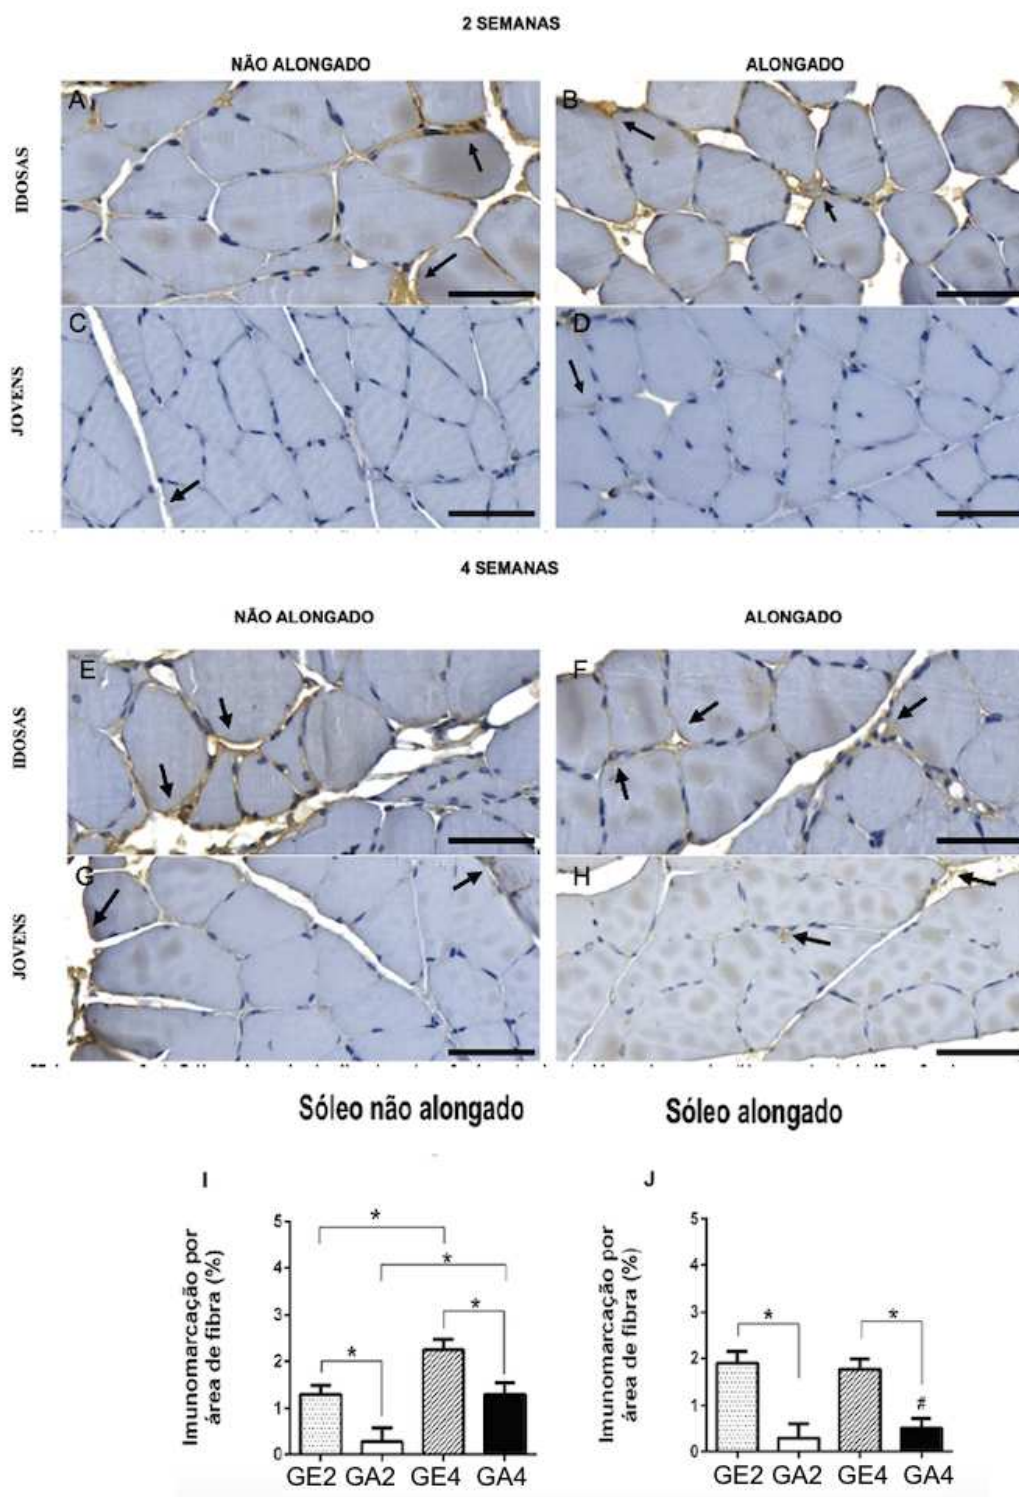 2 SEMANAS
NÃO ALONGADO ALONGADO
IDOSAS
A B
JOVENS
C D
4 SEMANAS
NÃO ALONGADO ALONGADO
IDOSAS
E F
JOVENS
G H
Sóleo não alongado Sóleo alongado
I
Imunomarcação por
área de fibra (%)
5
4
3
2
1
0
* * * *
GE2 GA2 GE4 GA4
J
Imunomarcação por
área de fibra (%)
5
4
3
2
1
0
* *
#
GE2 GA2 GE4 GA4